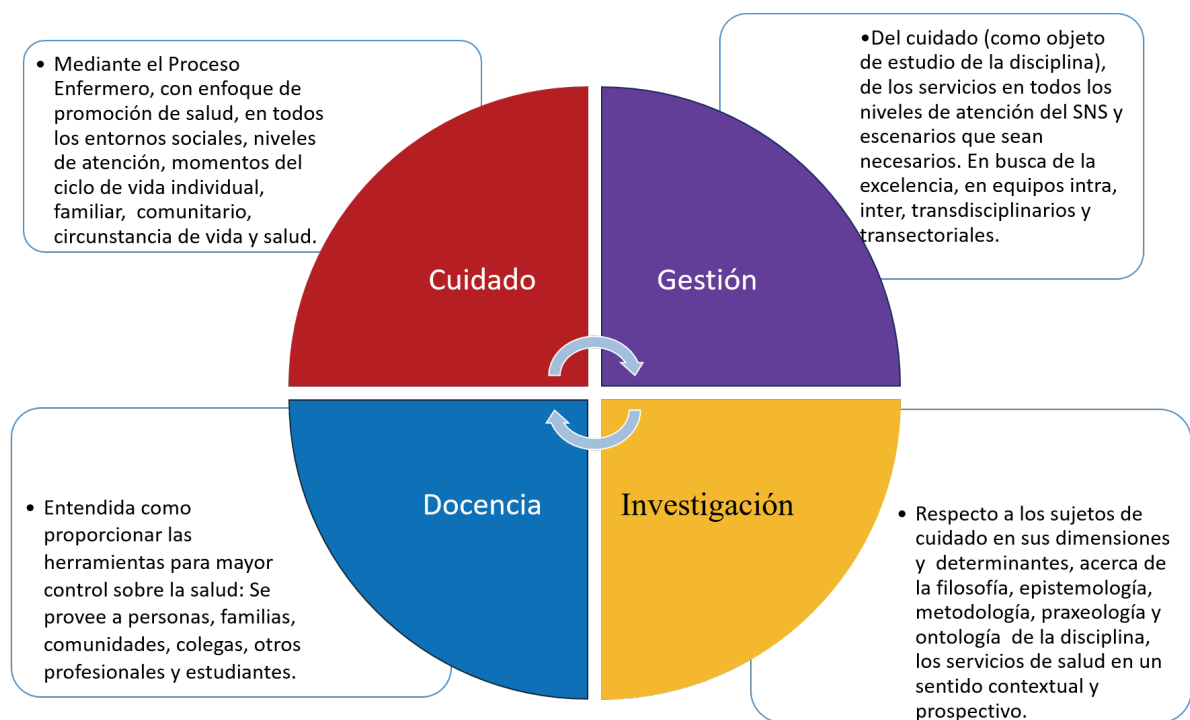 • Mediante el Proceso
Enfermero, con enfoque de
promoción de salud, en todos
los entornos sociales, niveles
de atención, momentos del
ciclo de vida individual,
familiar,  comunitario,
circunstancia de vida y salud.
•Del cuidado (como objeto
de estudio de la disciplina),
de los servicios en todos los
niveles de atención del SNS y
escenarios que sean
necesarios. En busca de la
excelencia, en equipos intra,
inter, transdisciplinarios y
transectoriales.
Cuidado
Gestión
Docencia
Investigación
• Entendida como
proporcionar las
herramientas para mayor
control sobre la salud: Se
provee a personas, familias,
comunidades, colegas, otros
profesionales y estudiantes.
• Respecto a los sujetos de
cuidado en sus dimensiones
y  determinantes, acerca de
la filosofía, epistemología,
metodología, praxeología y
ontología  de la disciplina,
los servicios de salud en un
sentido contextual y
prospectivo.